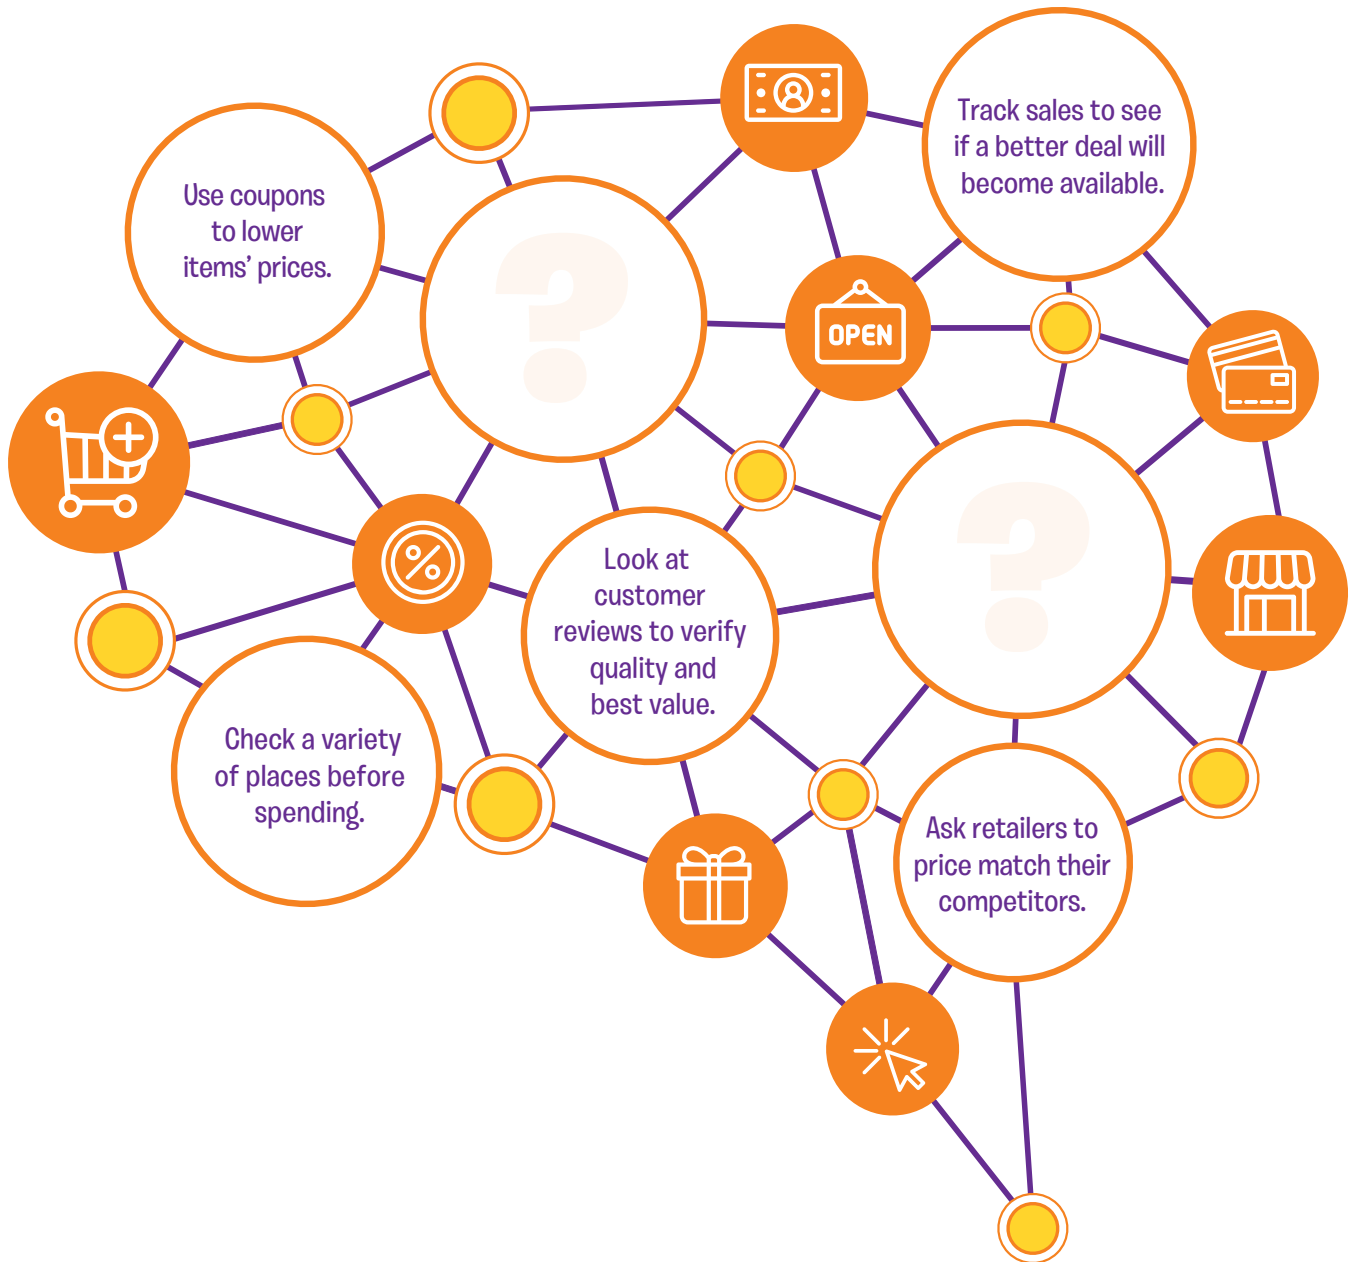 Track sales to see
if a better deal will
become available.
Use coupons
to lower
items’ prices.
?
OPEN
?
Look at
customer
reviews to verify
quality and
best value.
%
Check a variety
of places before
spending.
Ask retailers to
price match their
competitors.